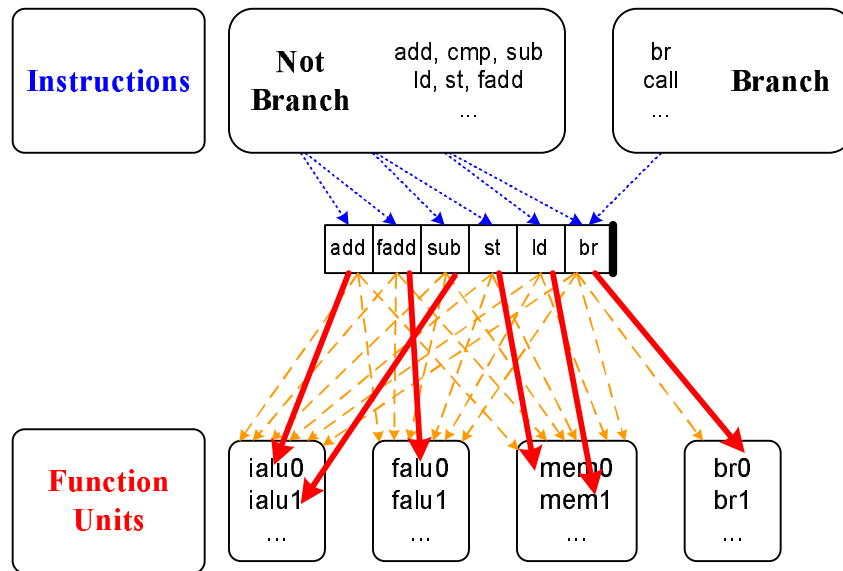 Instructions
Not
Branch
add, cmp, sub
ld, st, fadd
...
br
call
...
Branch
add fadd sub st ld br
Function
Units
ialu0
ialu1
...
falu0
falu1
...
mem0
mem1
...
br0
br1
...